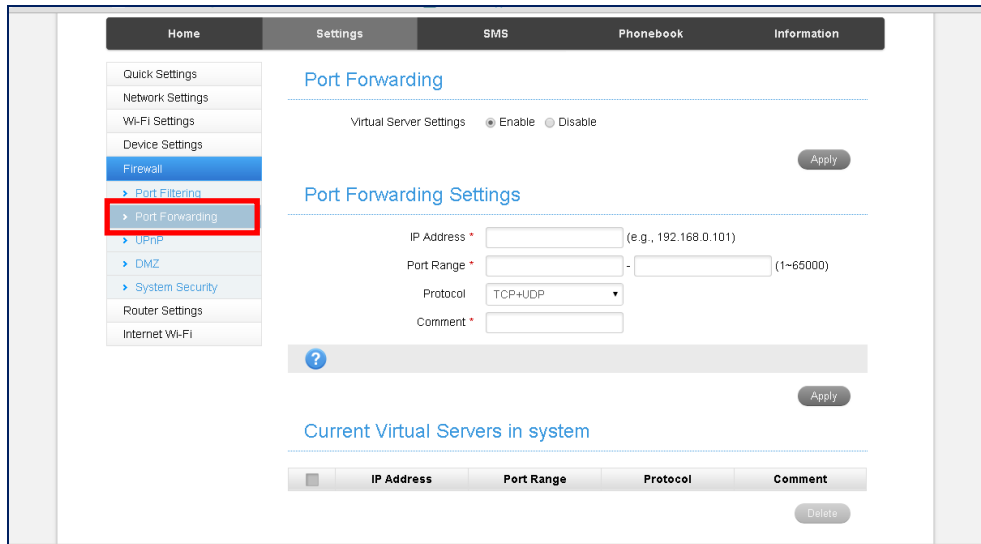 Home Settings SMS Phonebook Information
Quick Settings
Network Settings
Wi-Fi Settings
Device Settings
Firewall
> Port Filtering
> Port Forwarding
> UPnP
> DMZ
> System Security
Router Settings
Internet Wi-Fi
Port Forwarding
Virtual Server Settings Enable Disable
Apply
Port Forwarding Settings
IP Address * (e.g., 192.168.0.101)
Port Range * - (1~65000)
Protocol TCP+UDP
Comment *
?
Apply
Current Virtual Servers in system
IP Address Port Range Protocol Comment
Delete